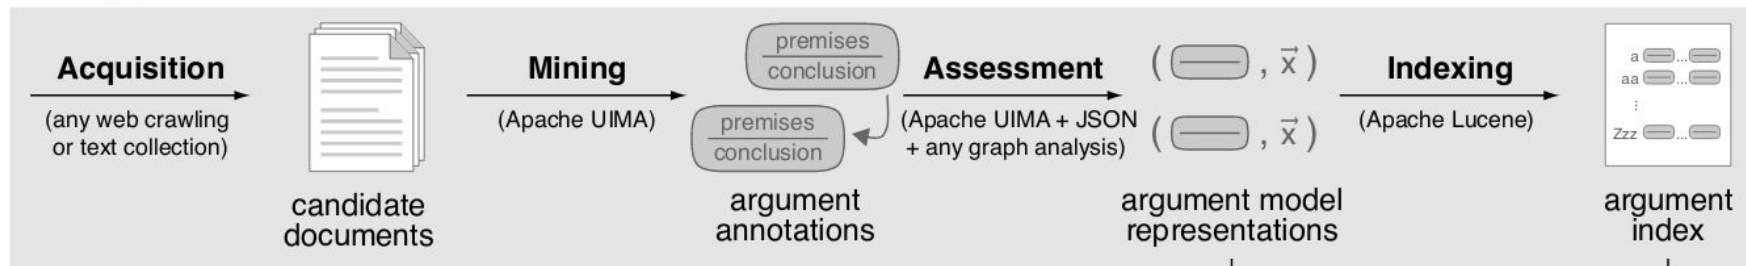 Acquisition
(any web crawling
or text collection)
candidate
documents
Mining
(Apache UIMA)
premises
conclusion
premises
conclusion
argument
annotations
Assessment
(Apache UIMA + JSON
+ any graph analysis)
( , x⃗ )
( , x⃗ )
argument model
representations
Indexing
(Apache Lucene)
a ...
aa ...
⋮
Zzz ...
argument
index